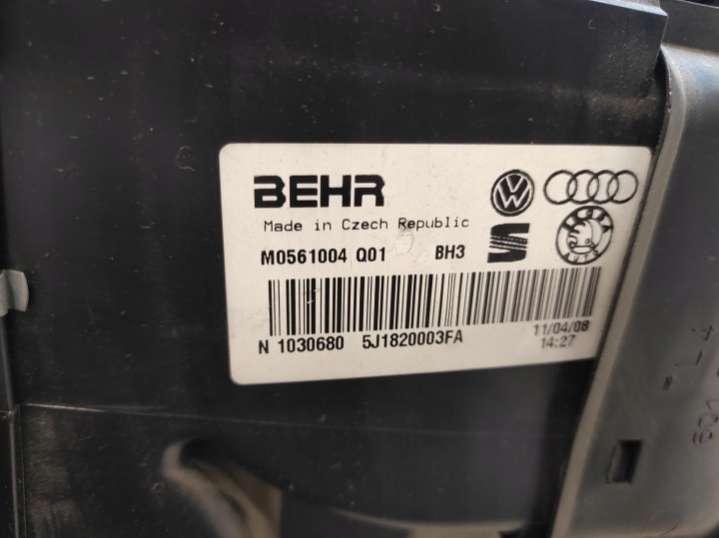 BEHR
Made in Czech Republic
M0561004 Q01 BH3
N 1030680 5J1820003FA
11/04/08
14:27